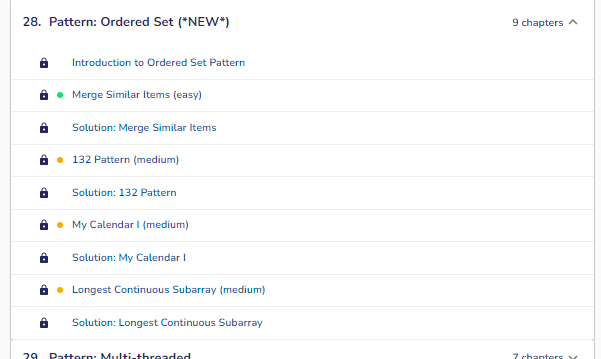 28. Pattern: Ordered Set (*NEW*) 9 chapters
Introduction to Ordered Set Pattern
Merge Similar Items (easy)
Solution: Merge Similar Items
132 Pattern (medium)
Solution: 132 Pattern
My Calendar I (medium)
Solution: My Calendar I
Longest Continuous Subarray (medium)
Solution: Longest Continuous Subarray
29. Pattern: Multi-threaded 7 chapters